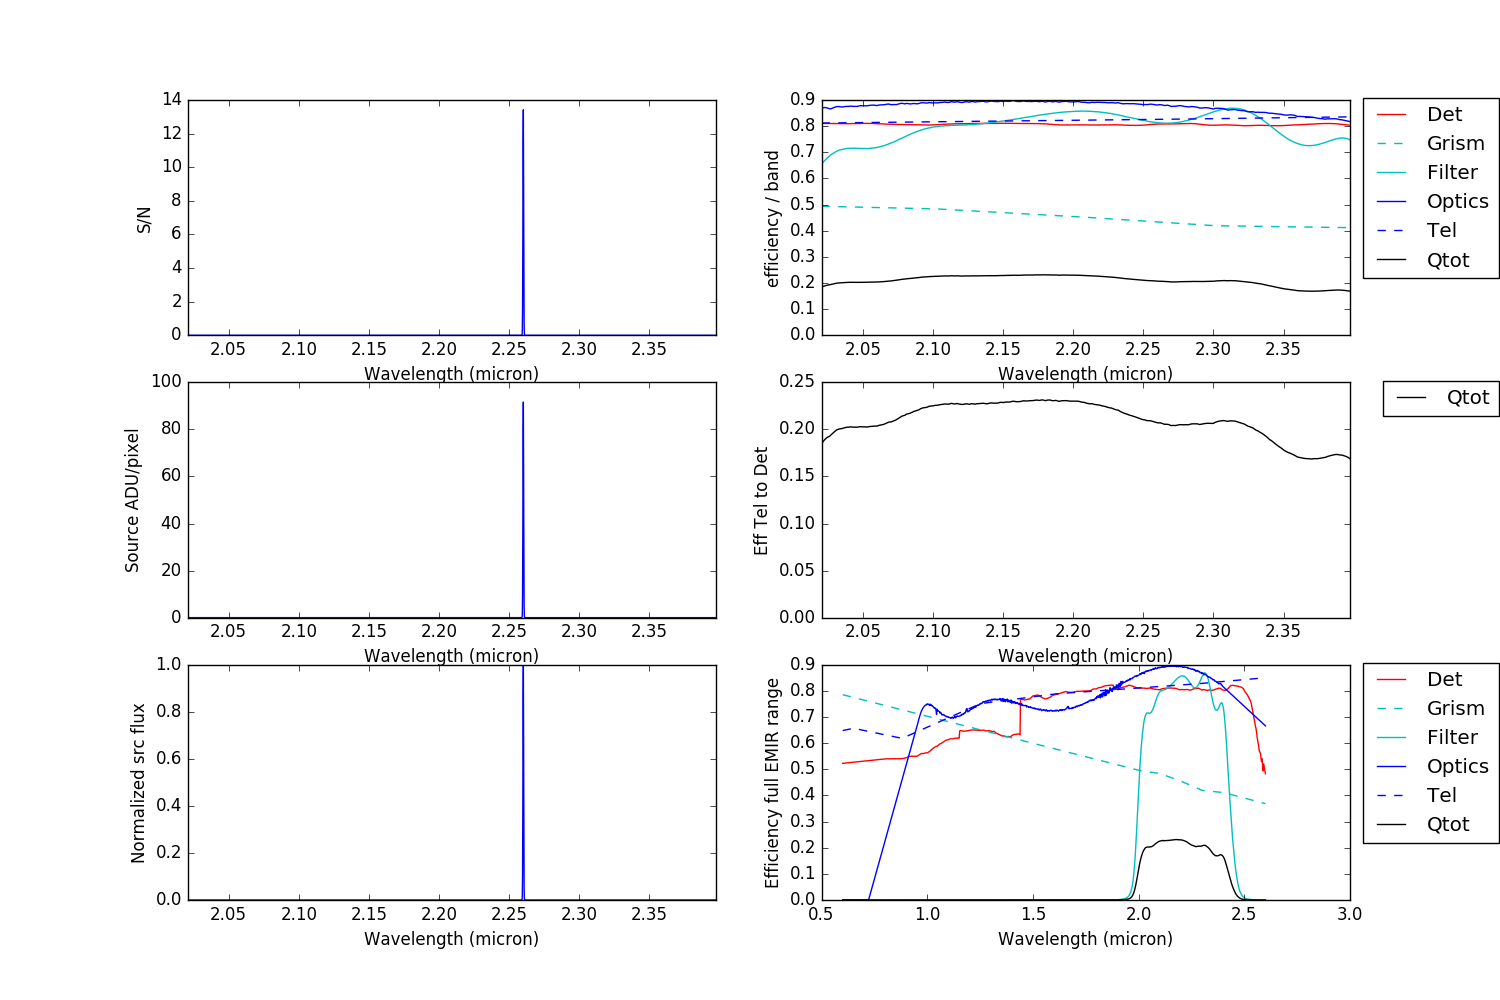 14
12
10
8
6
4
2
0
S/N
2.05 2.10 2.15 2.20 2.25 2.30 2.35
Wavelength (micron)
0.9
0.8
0.7
0.6
0.5
0.4
0.3
0.2
0.1
0.0
efficiency / band
2.05 2.10 2.15 2.20 2.25 2.30 2.35
Wavelength (micron)
Det
Grism
Filter
Optics
Tel
Qtot
100
80
60
40
20
0
Source ADU/pixel
2.05 2.10 2.15 2.20 2.25 2.30 2.35
Wavelength (micron)
0.25
0.20
0.15
0.10
0.05
0.00
Eff Tel to Det
2.05 2.10 2.15 2.20 2.25 2.30 2.35
Wavelength (micron)
Qtot
1.0
0.8
0.6
0.4
0.2
0.0
Normalized src flux
2.05 2.10 2.15 2.20 2.25 2.30 2.35
Wavelength (micron)
0.9
0.8
0.7
0.6
0.5
0.4
0.3
0.2
0.1
0.0
Efficiency full EMIR range
0.5 1.0 1.5 2.0 2.5 3.0
Wavelength (micron)
Det
Grism
Filter
Optics
Tel
Qtot